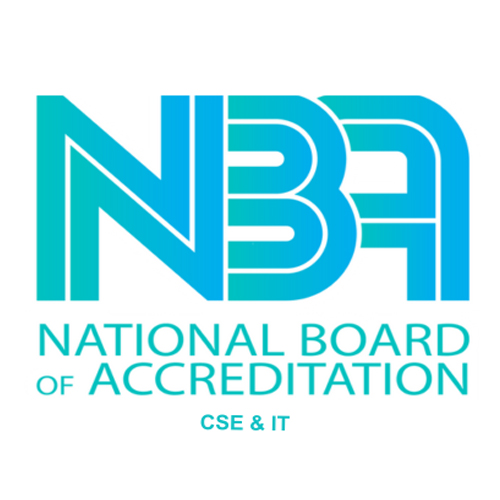 NBA
NATIONAL BOARD
OF ACCREDITATION
CSE & IT